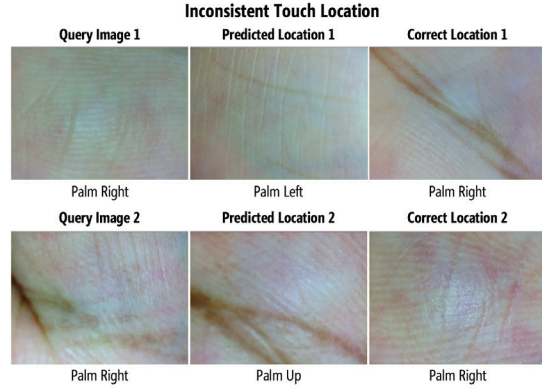 Inconsistent Touch Location
Query Image 1 Predicted Location 1 Correct Location 1
Palm Right Palm Left Palm Right
Query Image 2 Predicted Location 2 Correct Location 2
Palm Right Palm Up Palm Right